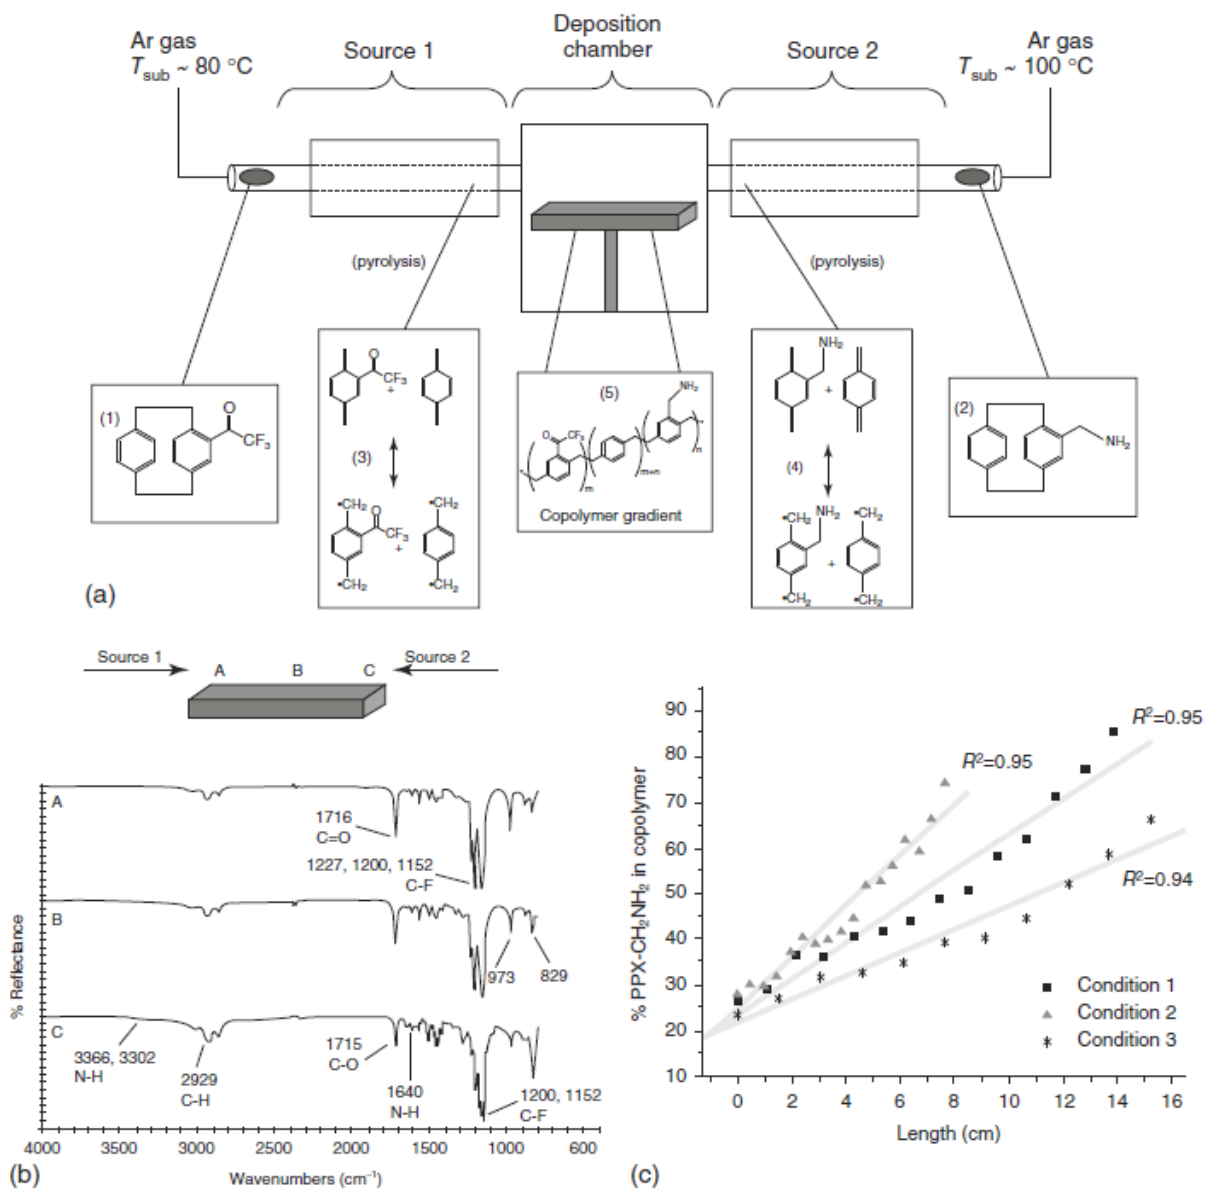 Ar gas
T_sub ~ 80 °C
Source 1
Deposition
chamber
Source 2
Ar gas
T_sub ~ 100 °C
(pyrolysis)
(pyrolysis)
(1)
O
CF₃
O
CF₃
+
(3)
•CH₂
O
CF₃
+
•CH₂
•CH₂
•CH₂
(5)
NH₂
O
CF₃
*
m
m+n
n
*
Copolymer gradient
NH₂
+
(4)
•CH₂
NH₂
•CH₂
+
•CH₂
•CH₂
(2)
NH₂
(a)
Source 1
A
B
C
Source 2
% Reflectance
A
1716
C=O
1227, 1200, 1152
C-F
B
973
829
C
3366, 3302
N-H
2929
C-H
1715
C-O
1640
N-H
1200, 1152
C-F
4000 3000 2500 2000 1500 1000 600
Wavenumbers (cm⁻¹)
(b)
% PPX-CH₂NH₂ in copolymer
90
80
70
60
50
40
30
20
10
R²=0.95
R²=0.95
R²=0.94
Condition 1
Condition 2
Condition 3
0 2 4 6 8 10 12 14 16
Length (cm)
(c)